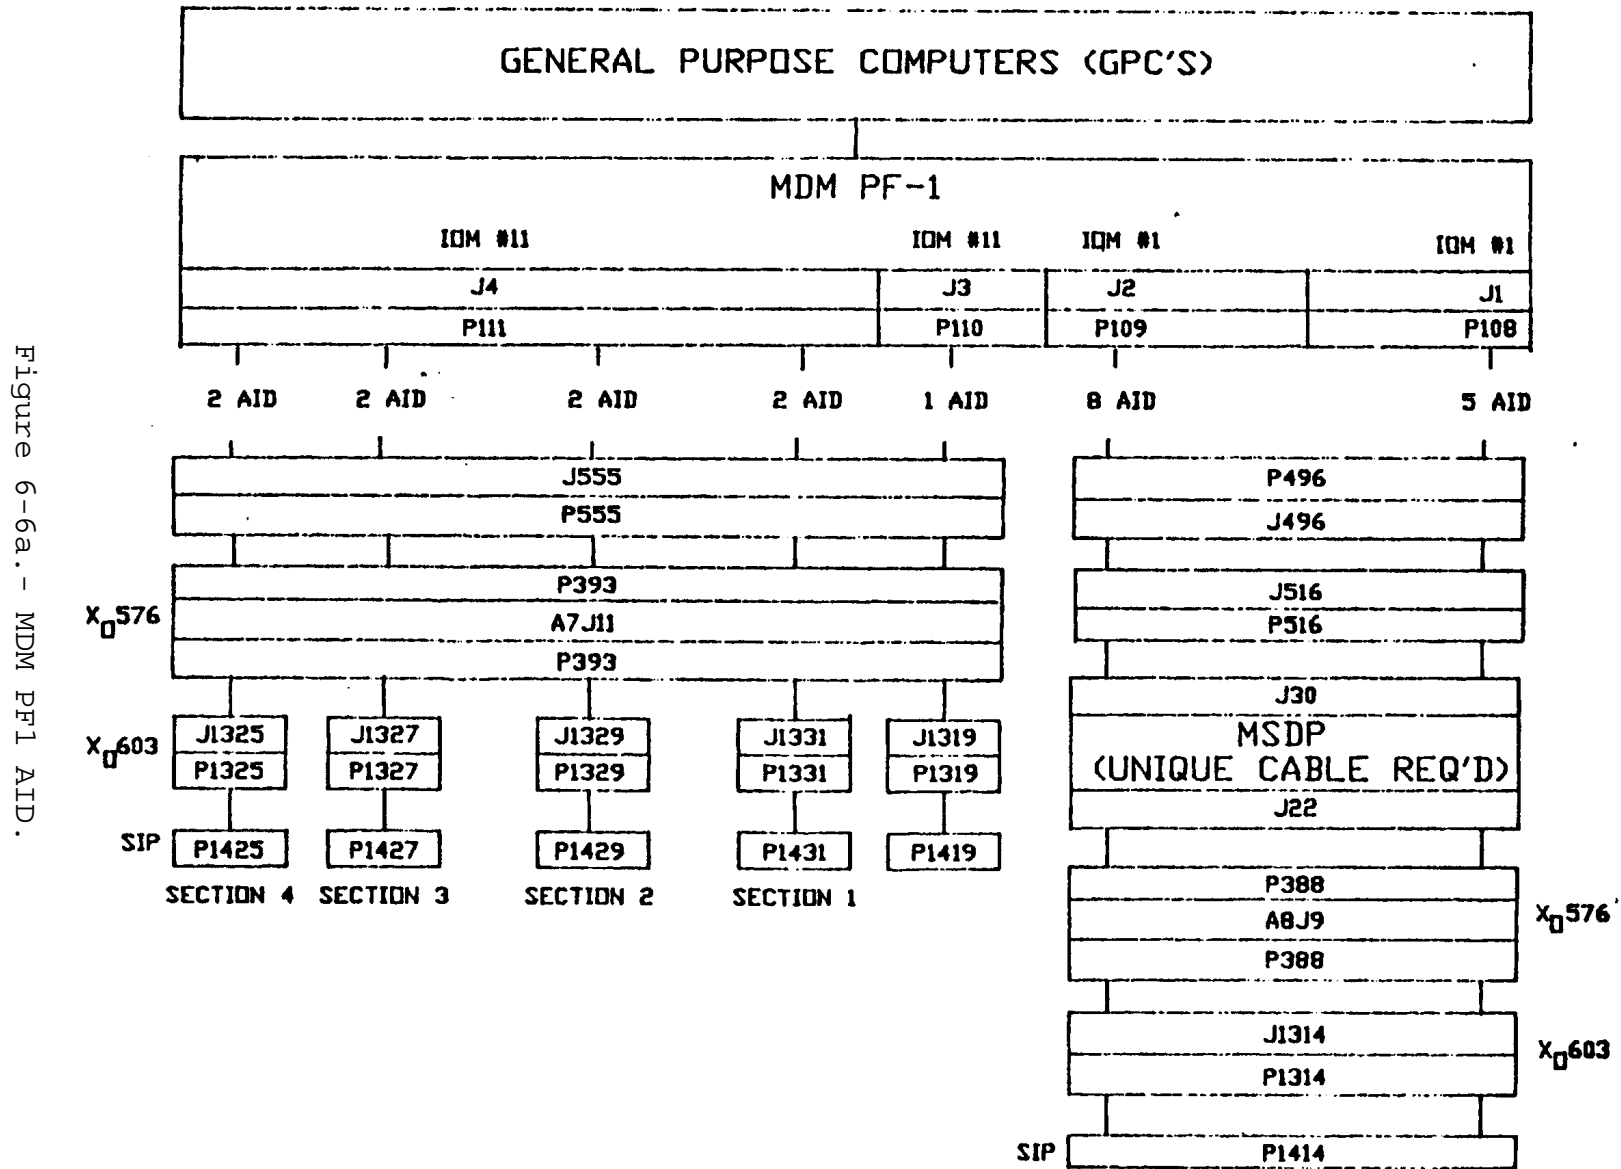 GENERAL PURPOSE COMPUTERS (GPC'S)
MDM PF-1
IOM #11 IOM #11 IOM #1 IOM #1
J4 J3 J2 J1
P111 P110 P109 P108
2 AID 2 AID 2 AID 2 AID 1 AID 8 AID 5 AID
J555
P555
P393
X₀576 A7J11
P393
X₀603
J1325 J1327 J1329 J1331 J1319
P1325 P1327 P1329 P1331 P1319
SIP P1425 P1427 P1429 P1431 P1419
SECTION 4 SECTION 3 SECTION 2 SECTION 1
P496
J496
J516
P516
J30
MSDP
(UNIQUE CABLE REQ'D)
J22
P388
A8J9 X₀576
P388
J1314 X₀603
P1314
SIP P1414
Figure 6-6a.- MDM PF1 AID.